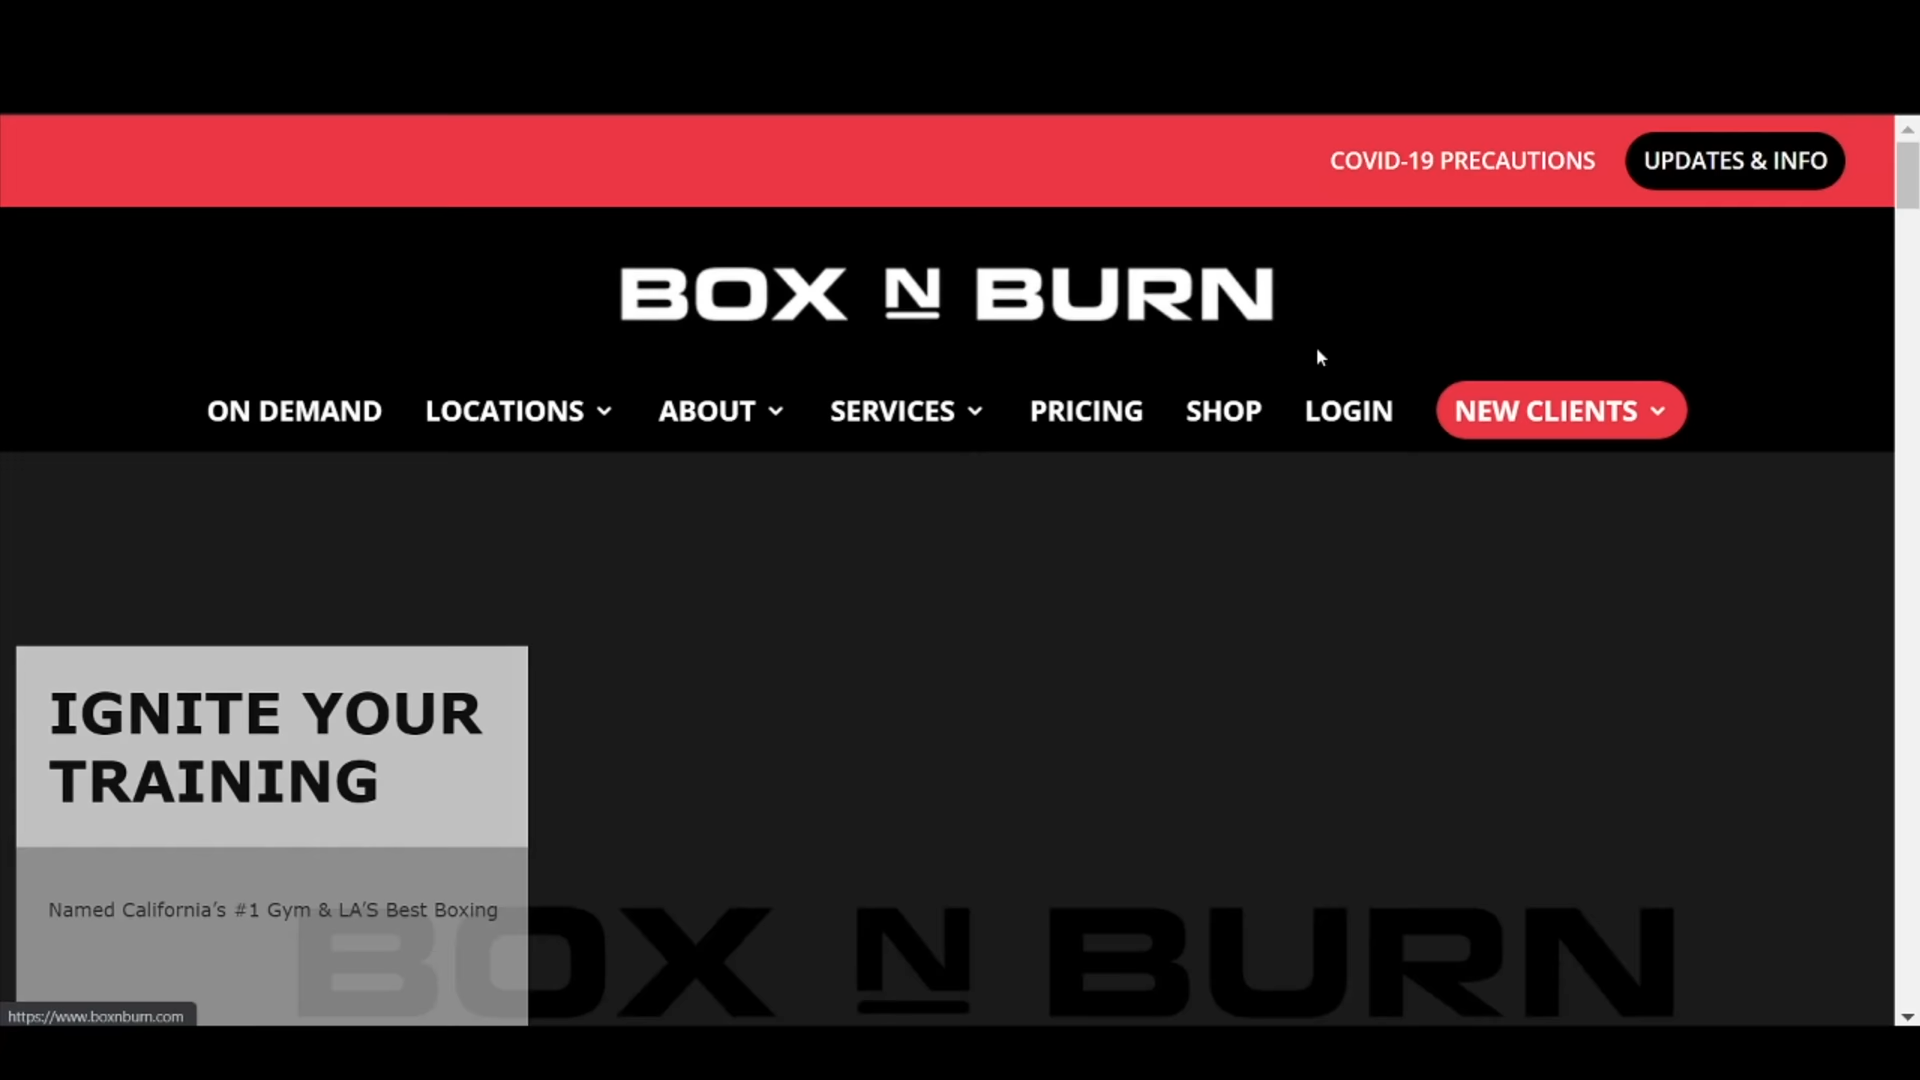 COVID-19 PRECAUTIONS UPDATES & INFO
BOX N BURN
ON DEMAND LOCATIONS ABOUT SERVICES PRICING SHOP LOGIN NEW CLIENTS
IGNITE YOUR
TRAINING
Named California’s #1 Gym & LA’S Best Boxing
BOX N BURN
https://www.boxnburn.com